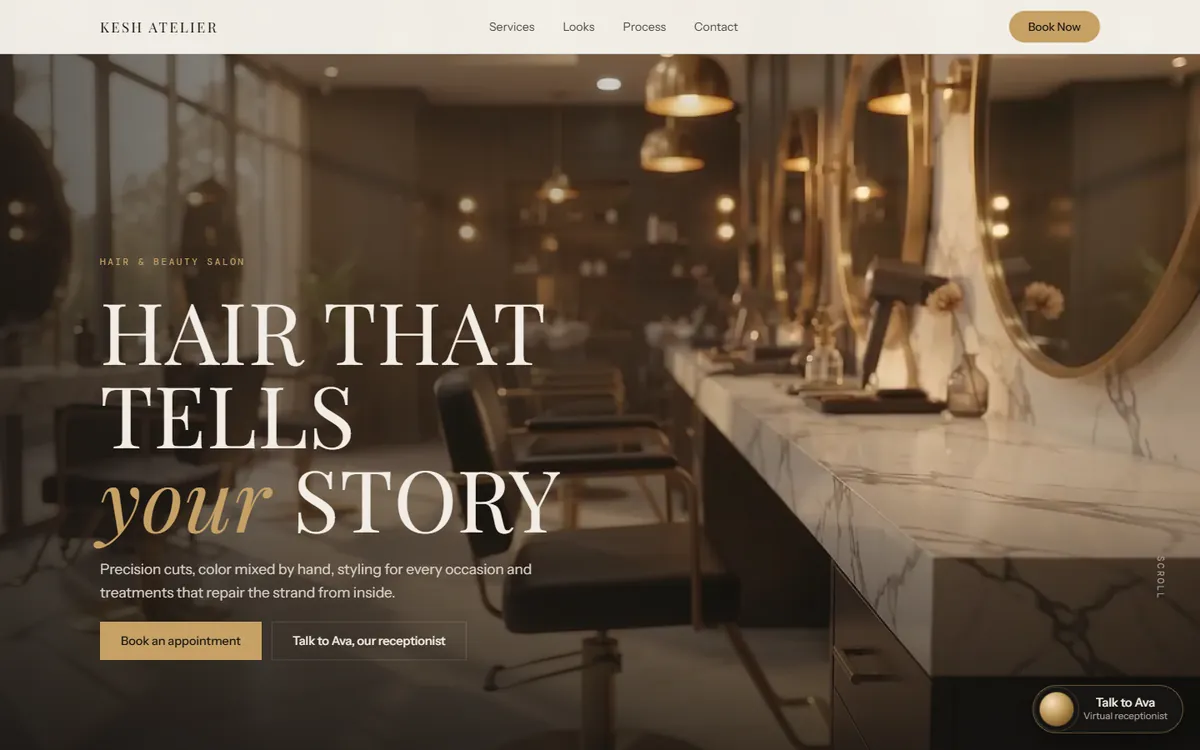 KESH ATELIER
Services
Looks
Process
Contact
Book Now
HAIR & BEAUTY SALON
HAIR THAT
TELLS
your STORY
Precision cuts, color mixed by hand, styling for every occasion and
treatments that repair the strand from inside.
Book an appointment
Talk to Ava, our receptionist
SCROLL
Talk to Ava
Virtual receptionist